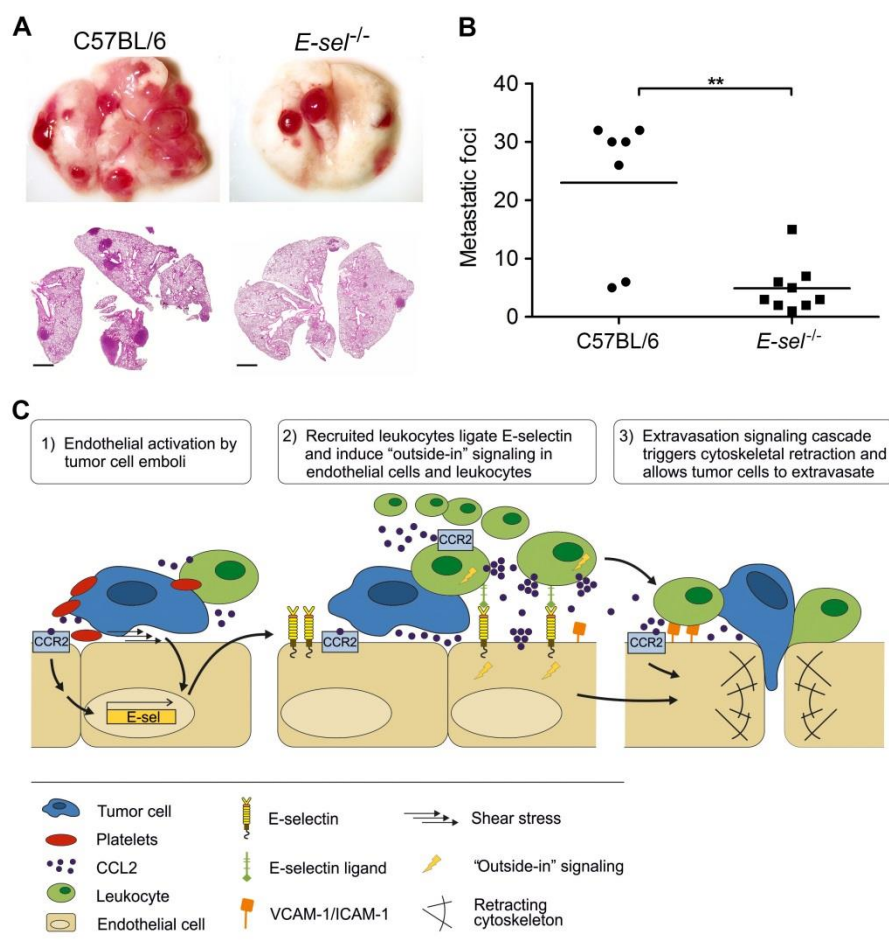 A
C57BL/6
E-sel-/-
B
**
Metastatic foci
40
30
20
10
0
C57BL/6
E-sel-/-
C
1) Endothelial activation by
tumor cell emboli
2) Recruited leukocytes ligate E-selectin
and induce “outside-in” signaling in
endothelial cells and leukocytes
3) Extravasation signaling cascade
triggers cytoskeletal retraction and
allows tumor cells to extravasate
CCR2
E-sel
CCR2
CCR2
CCR2
Tumor cell
Platelets
CCL2
Leukocyte
Endothelial cell
E-selectin
E-selectin ligand
VCAM-1/ICAM-1
Shear stress
“Outside-in” signaling
Retracting
cytoskeleton